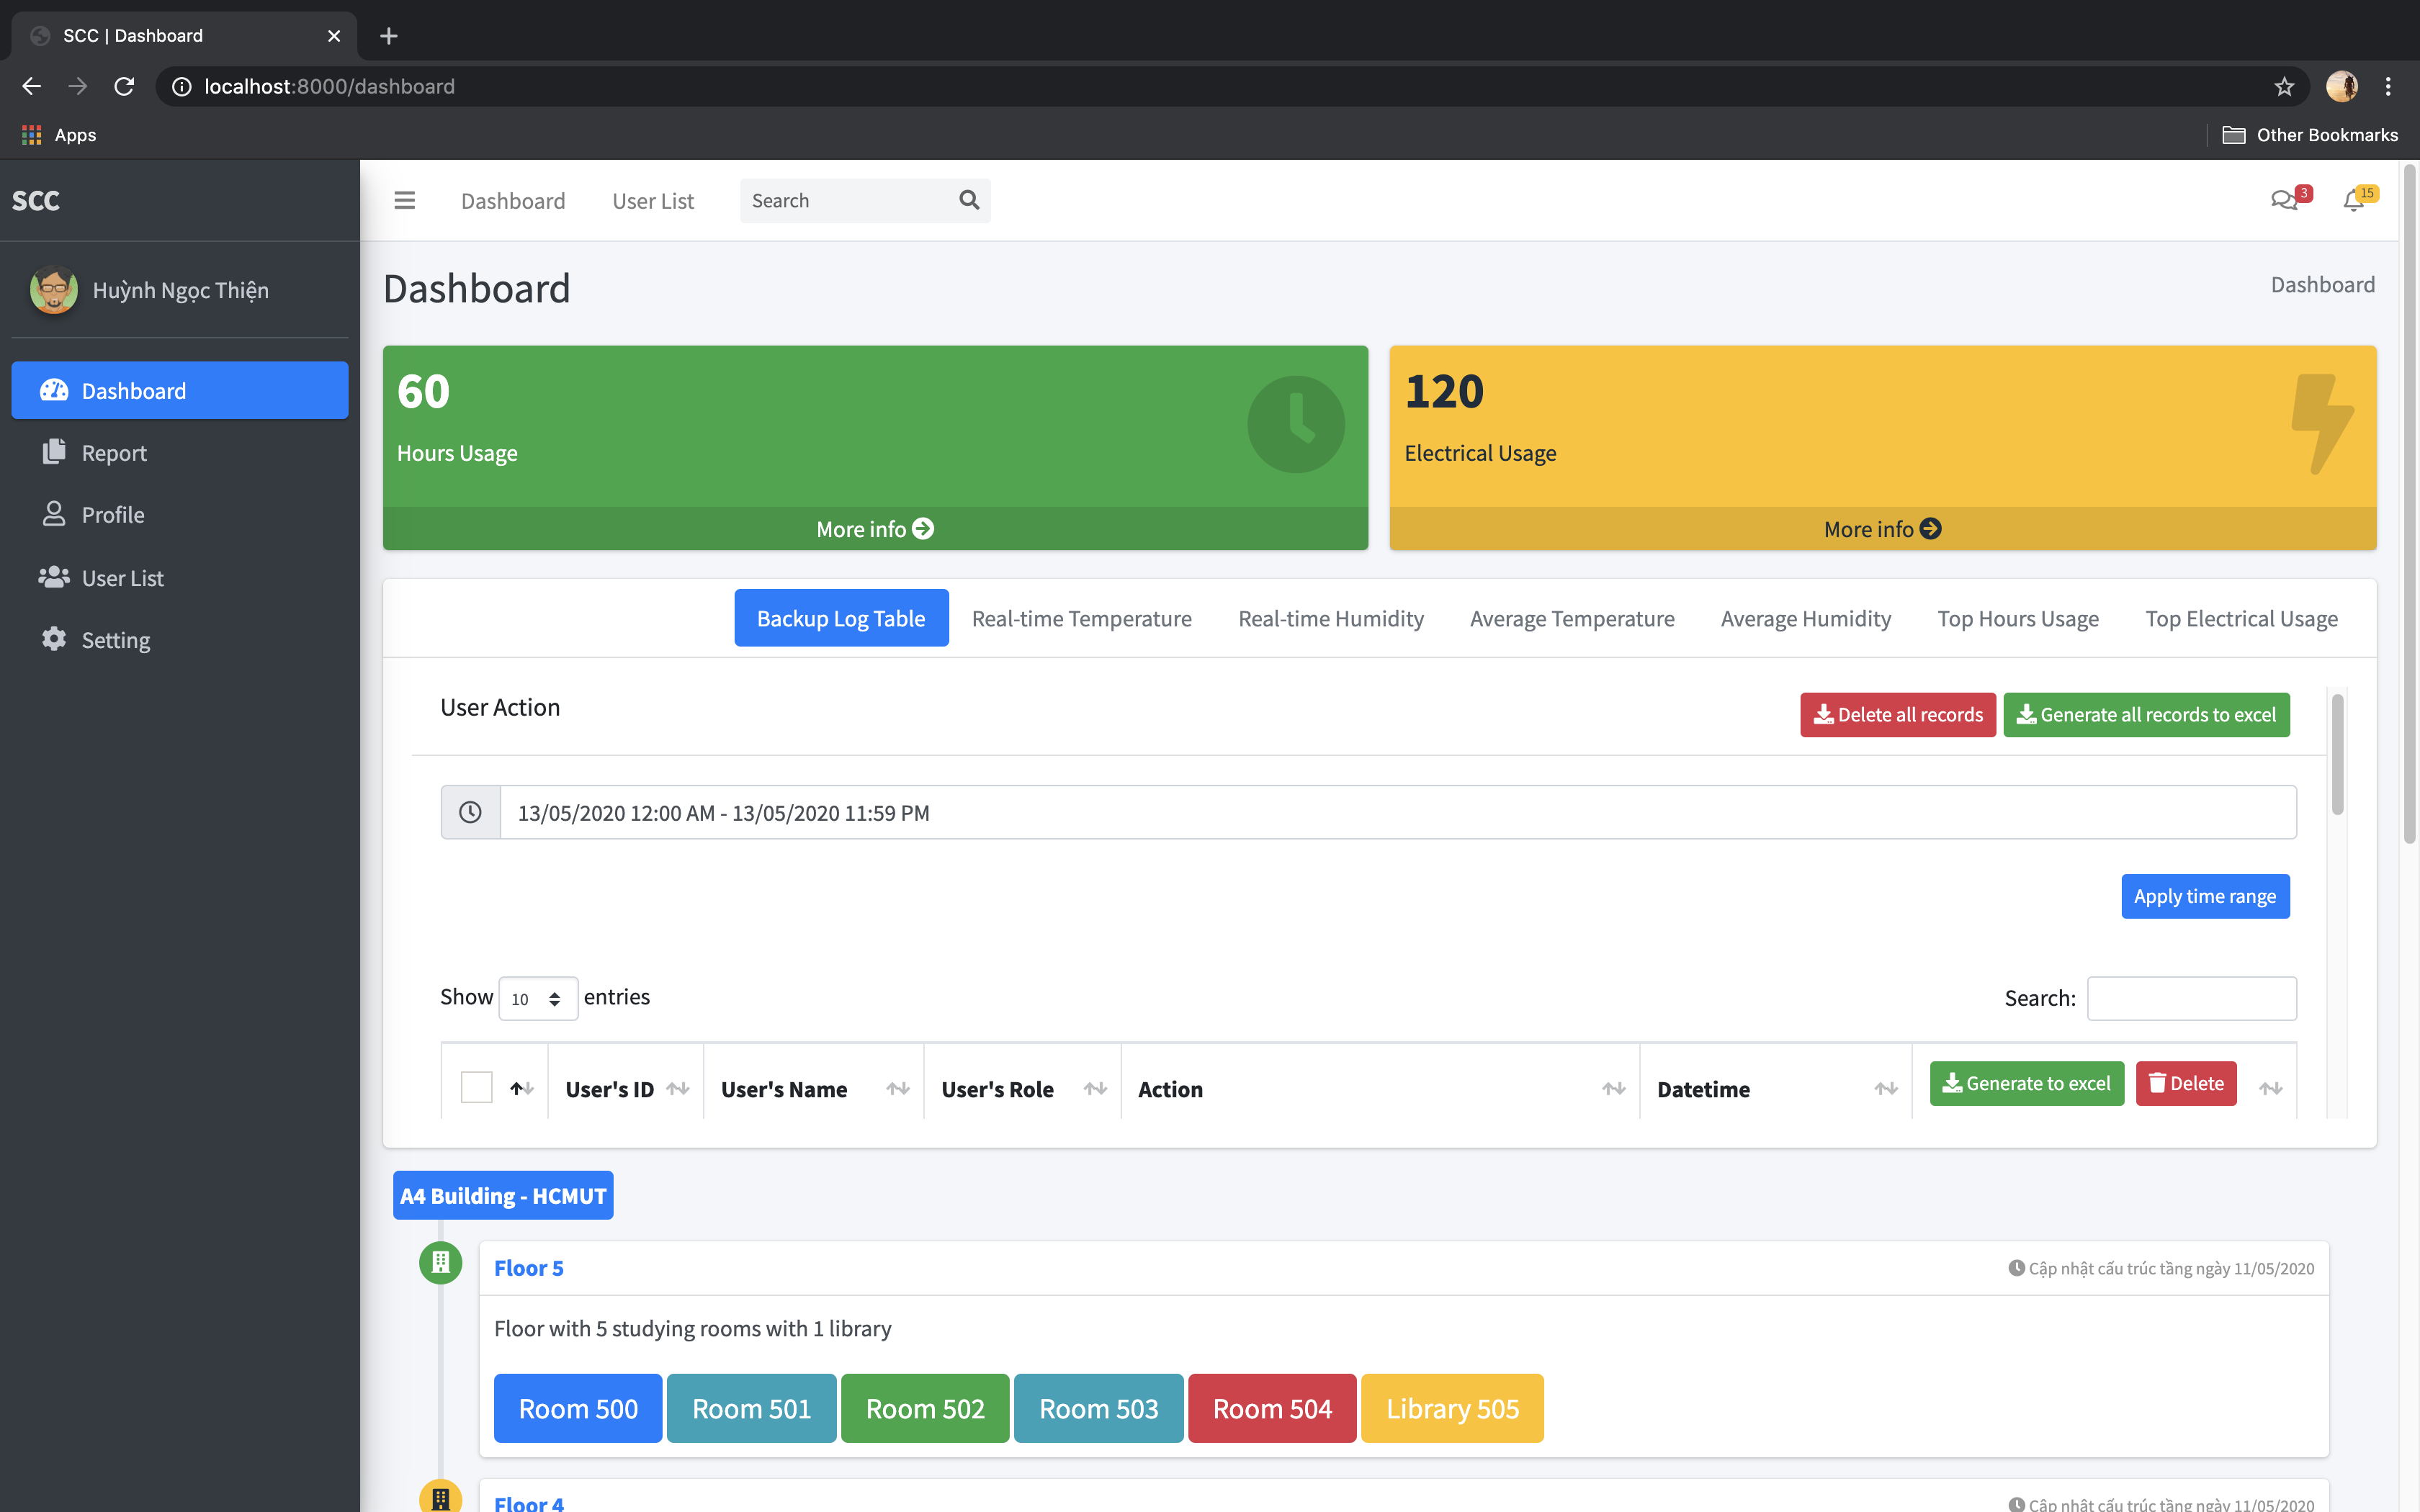 SCC | Dashboard
localhost:8000/dashboard
Apps
Other Bookmarks
SCC
Dashboard
User List
Search
3
15
Huỳnh Ngọc Thiện
Dashboard
Report
Profile
User List
Setting
Dashboard
Dashboard
60
Hours Usage
More info
120
Electrical Usage
More info
Backup Log Table
Real-time Temperature
Real-time Humidity
Average Temperature
Average Humidity
Top Hours Usage
Top Electrical Usage
User Action
Delete all records
Generate all records to excel
13/05/2020 12:00 AM - 13/05/2020 11:59 PM
Apply time range
Show 10 entries
Search:
User's ID
User's Name
User's Role
Action
Datetime
Generate to excel
Delete
A4 Building - HCMUT
Floor 5
Cập nhật cấu trúc tầng ngày 11/05/2020
Floor with 5 studying rooms with 1 library
Room 500
Room 501
Room 502
Room 503
Room 504
Library 505
Floor 4
Cập nhật cấu trúc tầng ngày 11/05/2020